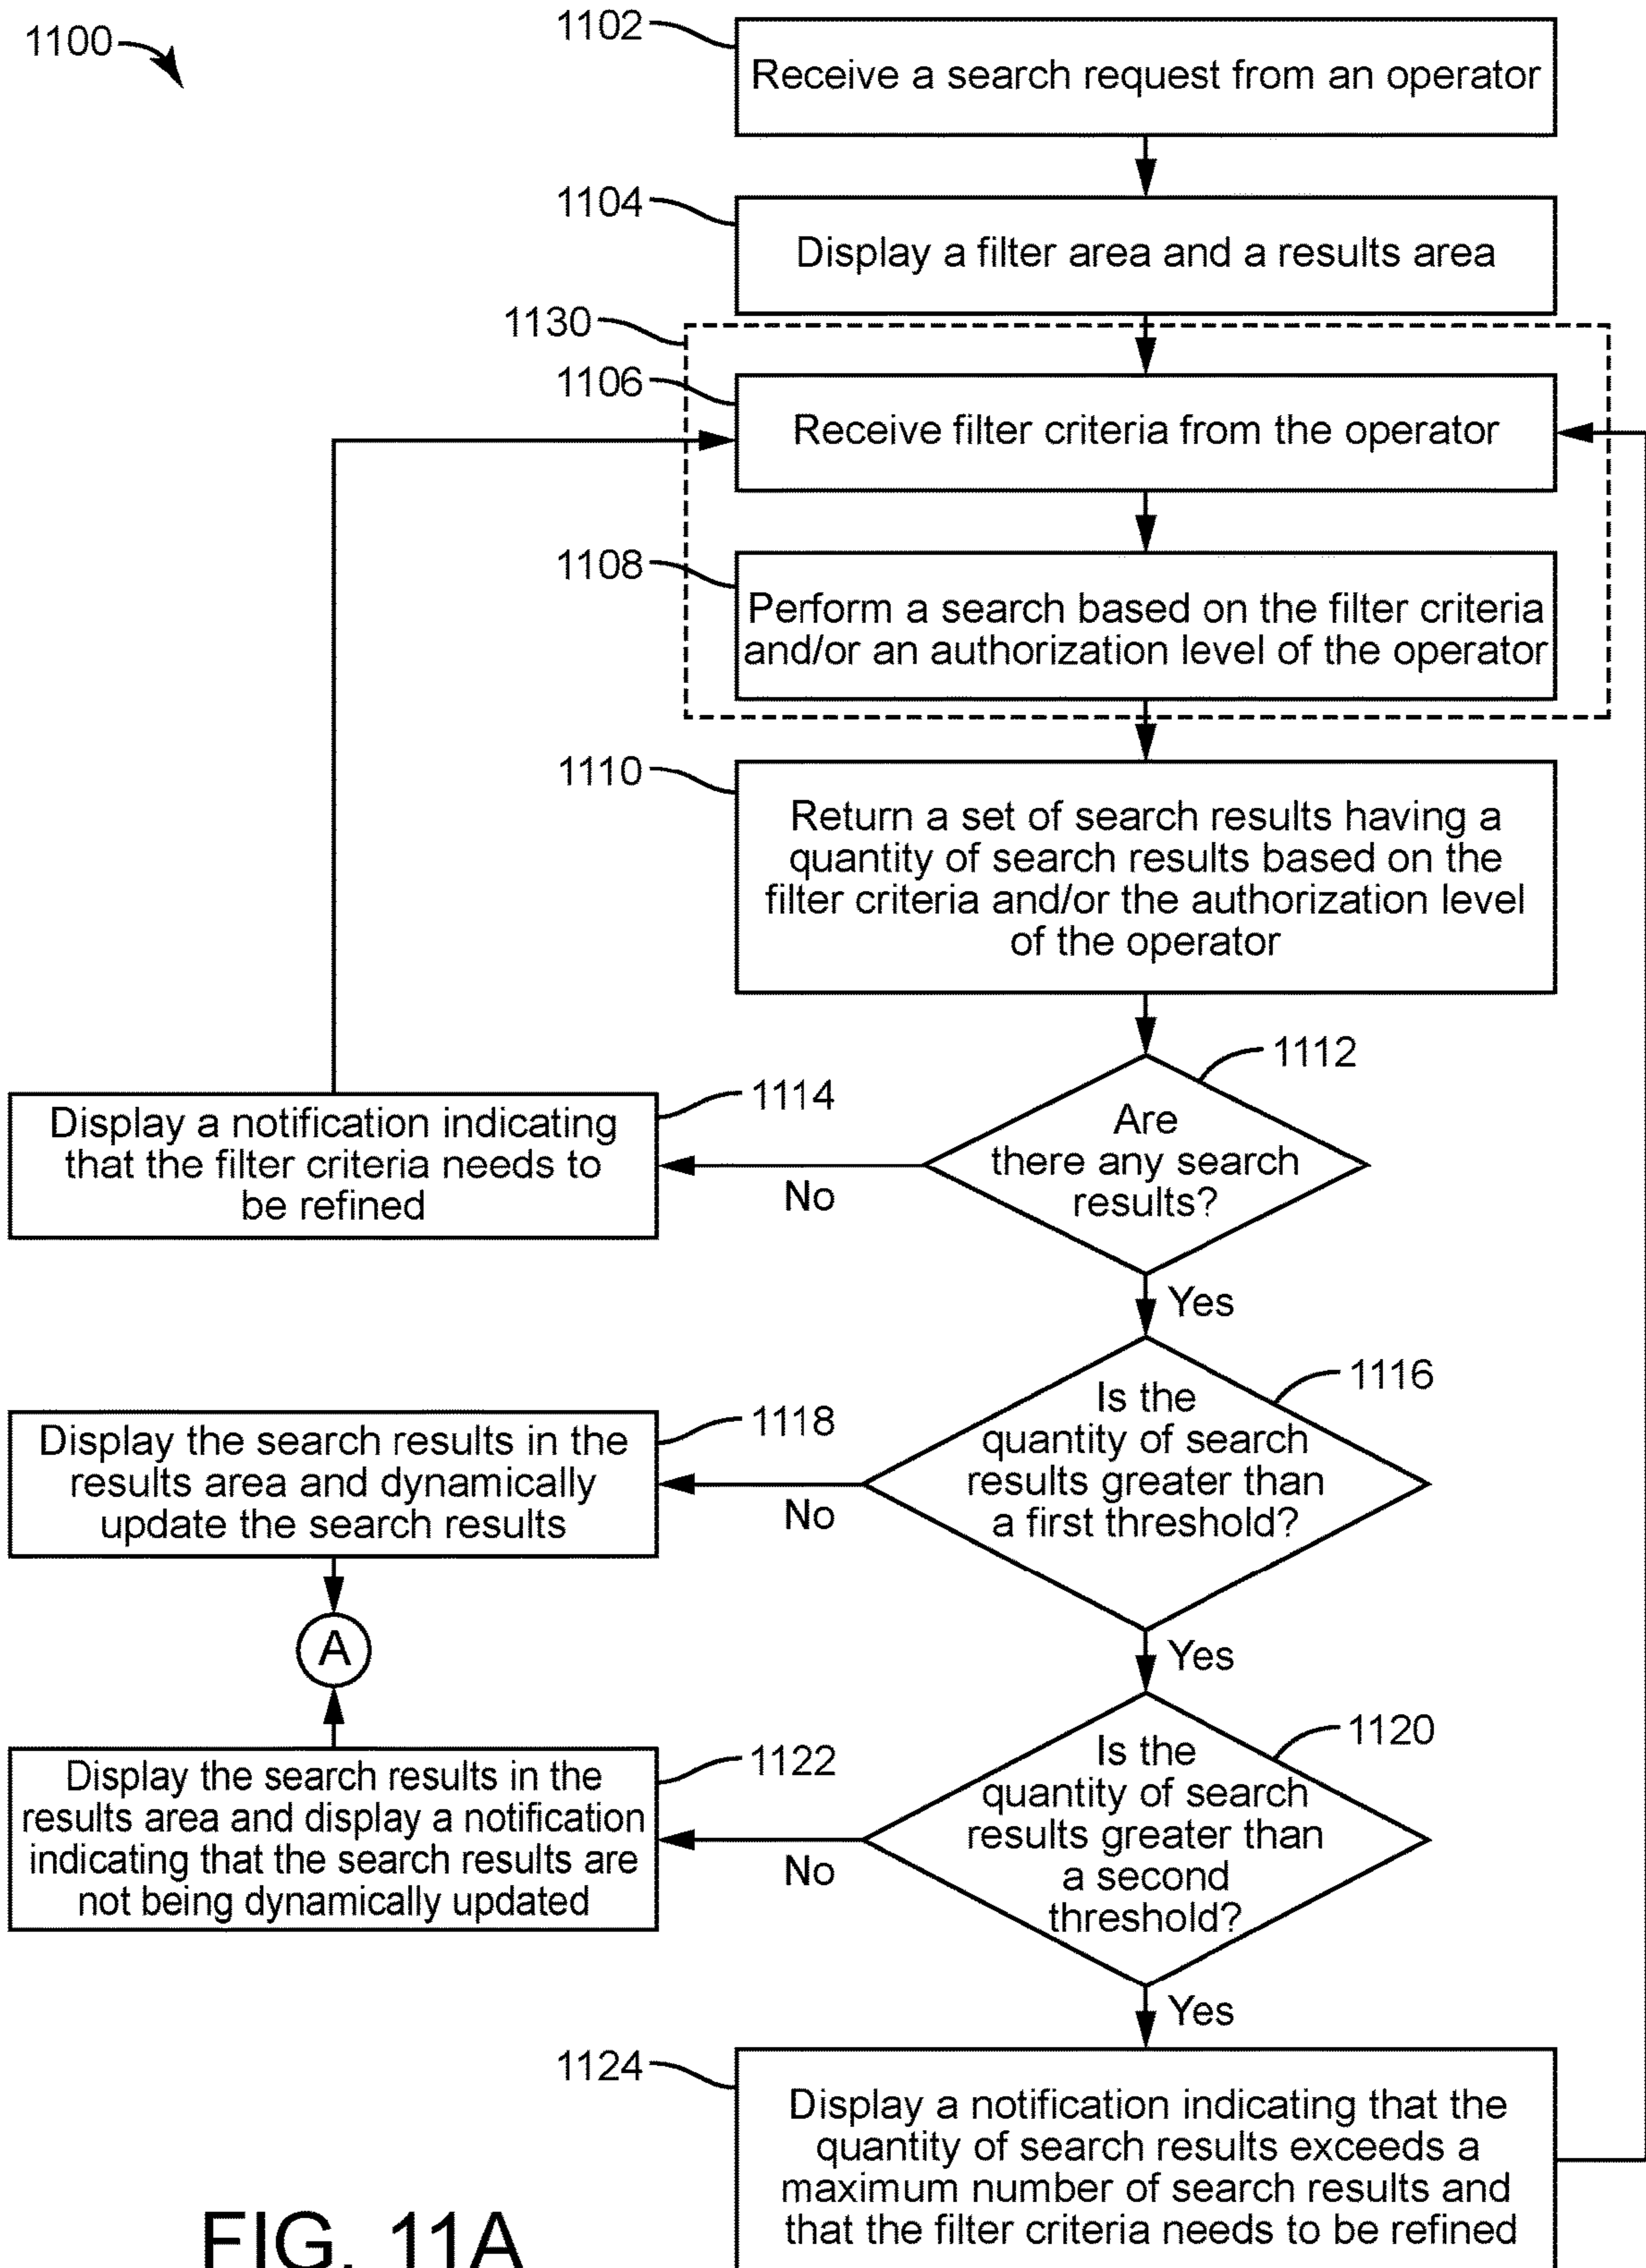 1100
1102
Receive a search request from an operator
1104
Display a filter area and a results area
1130
1106
Receive filter criteria from the operator
1108
Perform a search based on the filter criteria
and/or an authorization level of the operator
1110
Return a set of search results having a
quantity of search results based on the
filter criteria and/or the authorization level
of the operator
1112
Are
there any search
results?
No
1114
Display a notification indicating
that the filter criteria needs to
be refined
Yes
1116
Is the
quantity of search
results greater than
a first threshold?
No
1118
Display the search results in the
results area and dynamically
update the search results
A
Yes
1120
Is the
quantity of search
results greater than
a second
threshold?
No
1122
Display the search results in the
results area and display a notification
indicating that the search results are
not being dynamically updated
Yes
1124
Display a notification indicating that the
quantity of search results exceeds a
maximum number of search results and
that the filter criteria needs to be refined
FIG. 11A